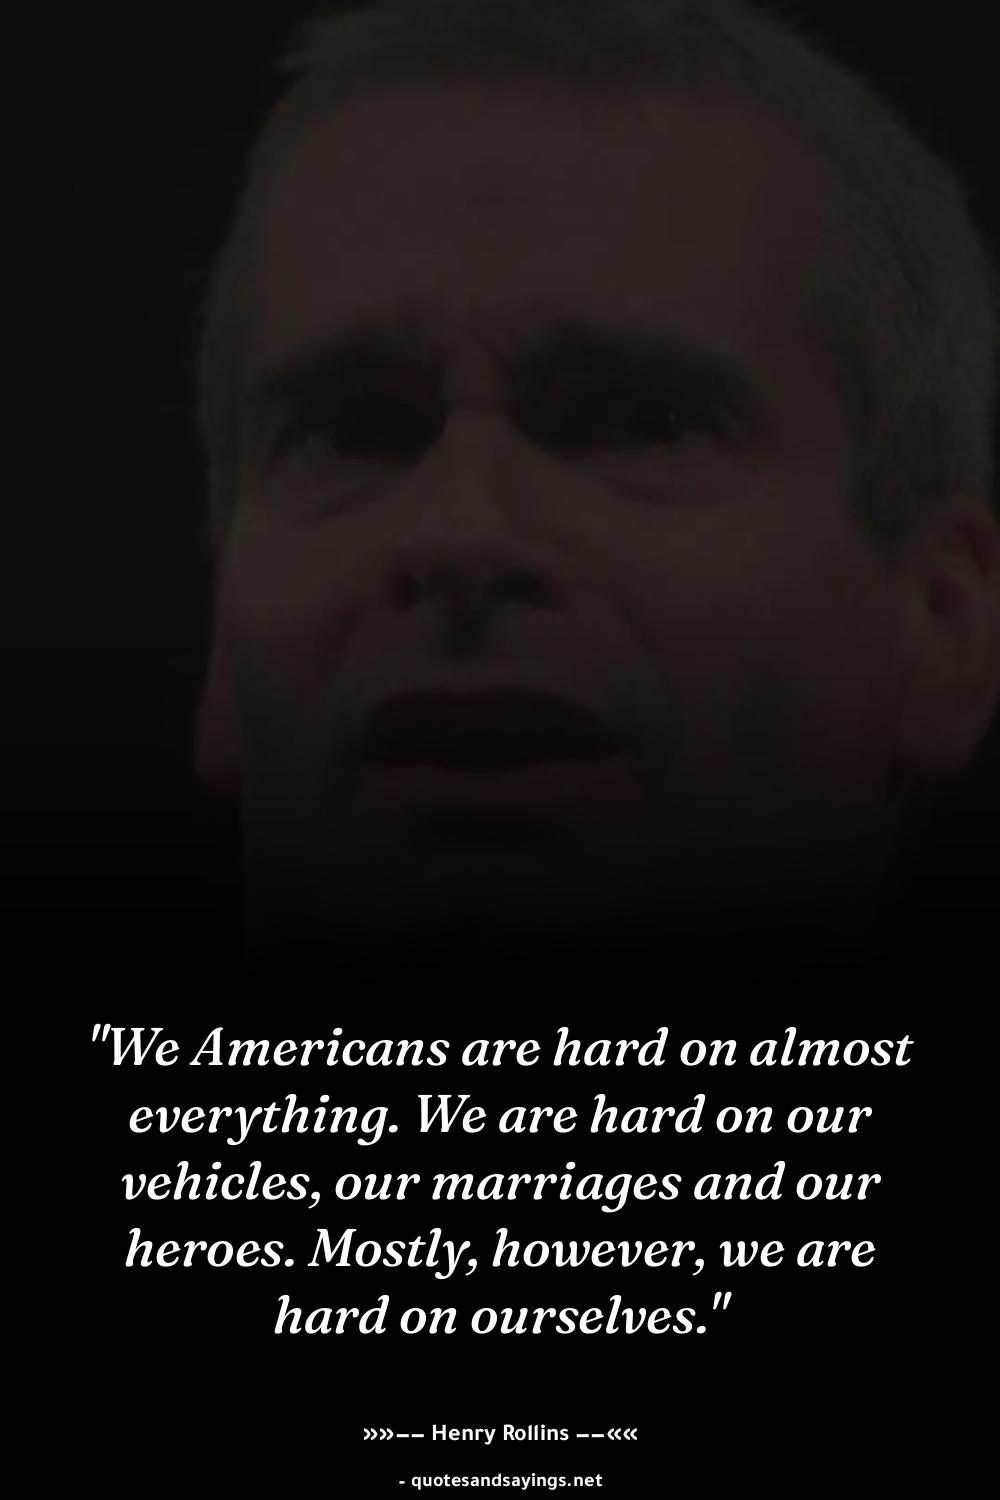 "We Americans are hard on almost
everything. We are hard on our
vehicles, our marriages and our
heroes. Mostly, however, we are
hard on ourselves."
»»–– Henry Rollins ––««
- quotesandsayings.net